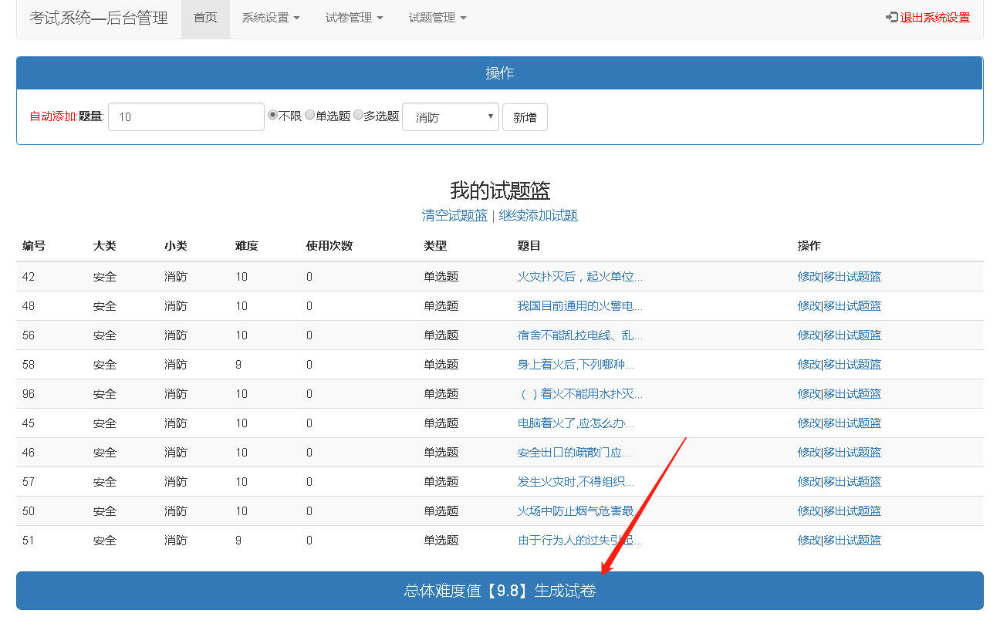 考试系统—后台管理 首页 系统设置 试卷管理 试题管理 退出系统设置
操作
自动添加:题量: 10 不限 单选题 多选题 消防 新增
我的试题篮
清空试题篮 | 继续添加试题
编号 大类 小类 难度 使用次数 类型 题目 操作
42 安全 消防 10 0 单选题 火灾扑灭后，起火单位... 修改|移出试题篮
48 安全 消防 10 0 单选题 我国目前通用的火警电... 修改|移出试题篮
56 安全 消防 10 0 单选题 宿舍不能乱拉电线、乱... 修改|移出试题篮
58 安全 消防 9 0 单选题 身上着火后,下列哪种... 修改|移出试题篮
96 安全 消防 10 0 单选题 （ ）着火不能用水扑灭... 修改|移出试题篮
45 安全 消防 10 0 单选题 电脑着火了,应怎么办... 修改|移出试题篮
46 安全 消防 10 0 单选题 安全出口的疏散门应... 修改|移出试题篮
57 安全 消防 10 0 单选题 发生火灾时,不得组织... 修改|移出试题篮
50 安全 消防 10 0 单选题 火场中防止烟气危害最... 修改|移出试题篮
51 安全 消防 9 0 单选题 由于行为人的过失引起... 修改|移出试题篮
总体难度值【9.8】生成试卷